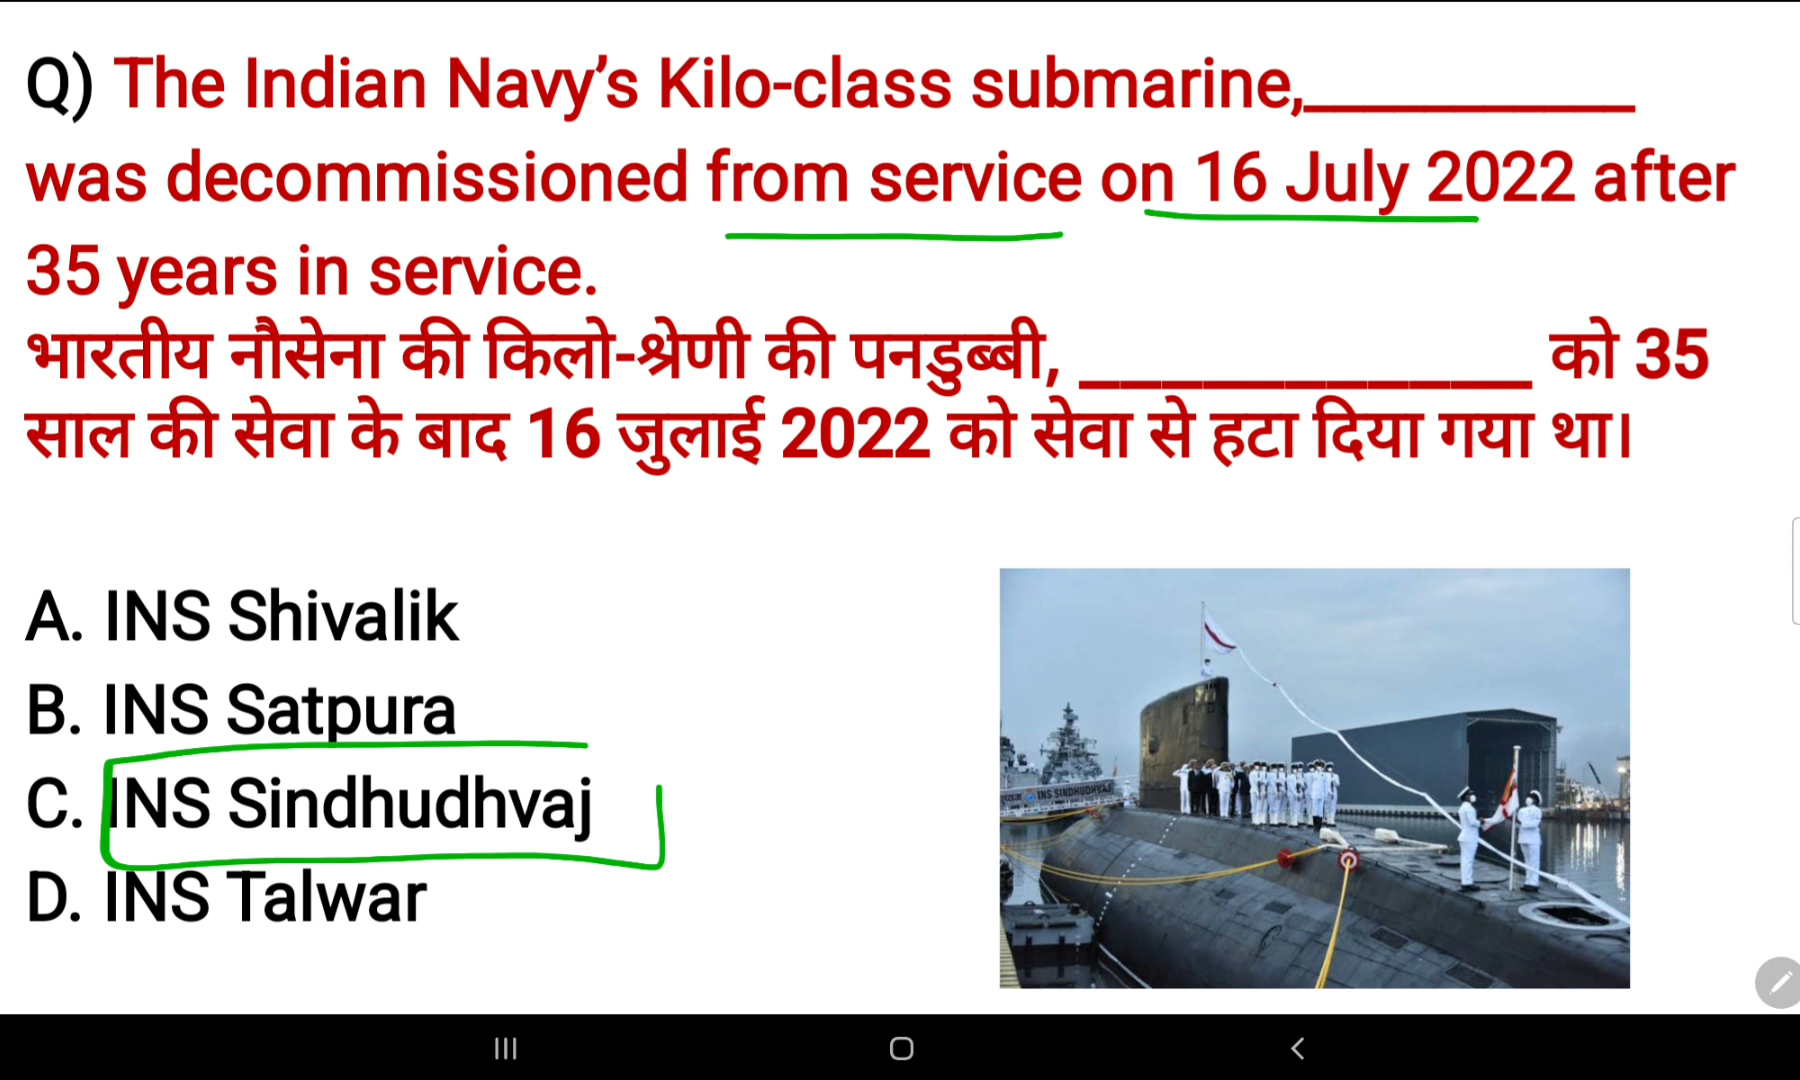 Q) The Indian Navy’s Kilo-class submarine,__________
was decommissioned from service on 16 July 2022 after
35 years in service.
भारतीय नौसेना की किलो-श्रेणी की पनडुब्बी, ____________ को 35
साल की सेवा के बाद 16 जुलाई 2022 को सेवा से हटा दिया गया था।
A. INS Shivalik
B. INS Satpura
C. INS Sindhudhvaj
D. INS Talwar
INS SINDHUDHVAJ